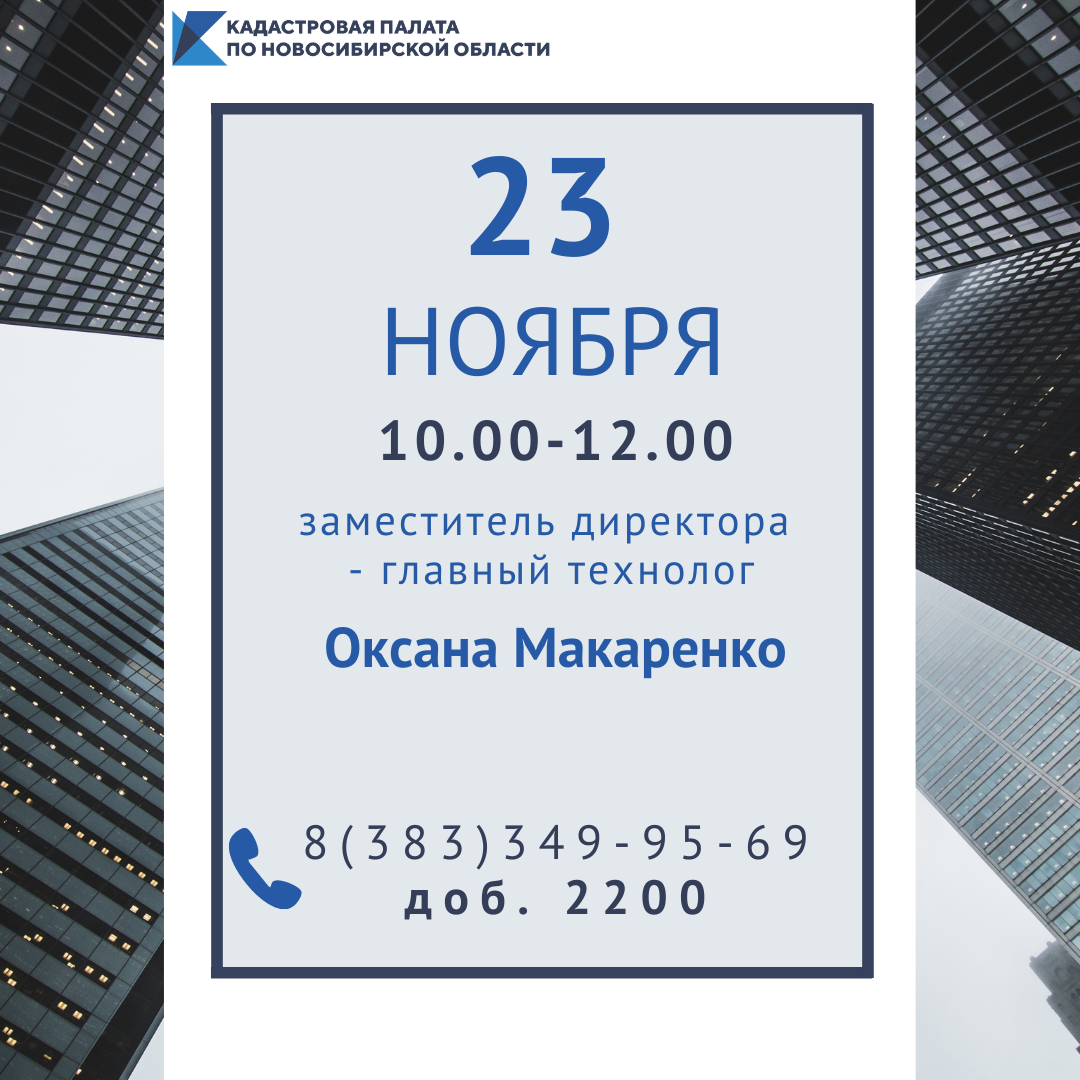 КАДАСТРОВАЯ ПАЛАТА
ПО НОВОСИБИРСКОЙ ОБЛАСТИ
23
НОЯБРЯ
10.00-12.00
заместитель директора
- главный технолог
Оксана Макаренко
8(383)349-95-69
доб. 2200